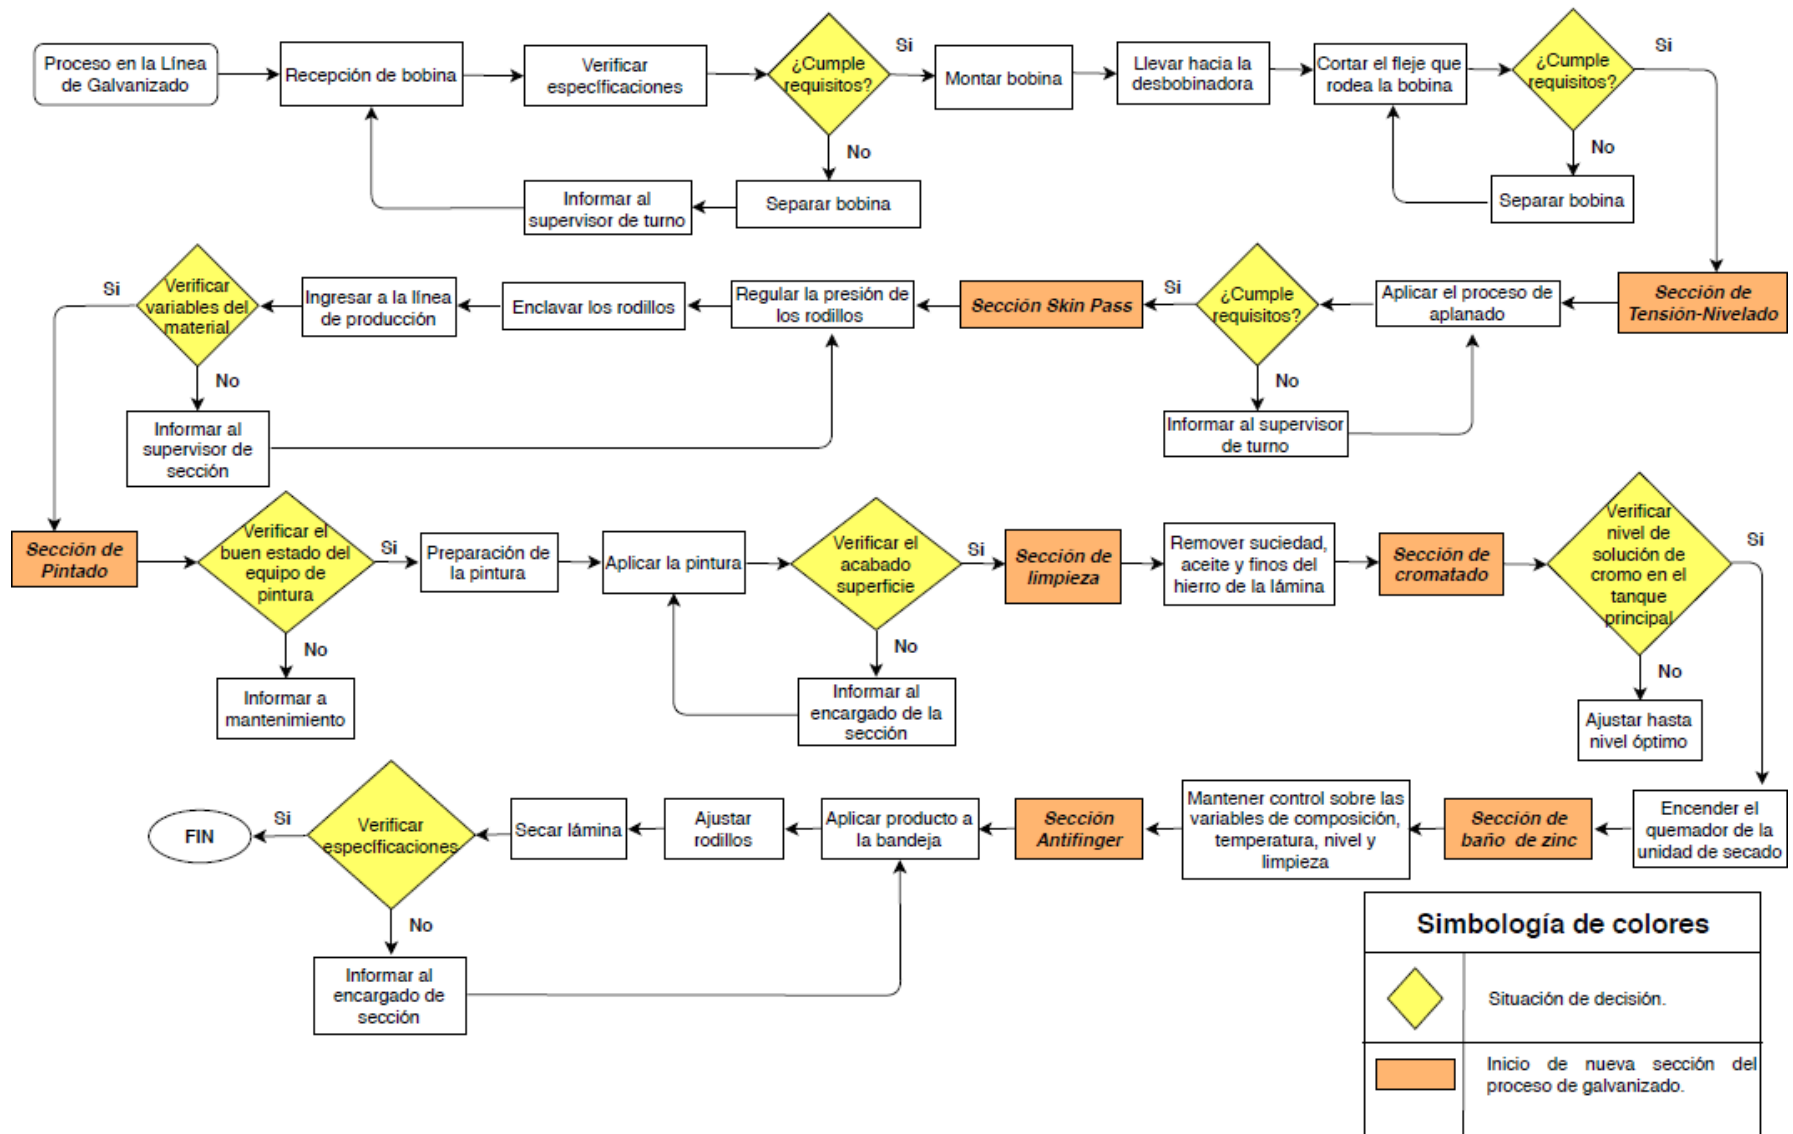 Proceso en la Línea
de Galvanizado
Recepción de bobina
Verificar
específicaciones
¿Cumple
requisitos?
Si
No
Montar bobina
Llevar hacia la
desbobinadora
Cortar el fleje que
rodea la bobina
¿Cumple
requisitos?
Si
No
Informar al
supervisor de turno
Separar bobina
Separar bobina
Sección de
Tensión-Nivelado
Aplicar el proceso de
aplanado
¿Cumple
requisitos?
Si
No
Informar al supervisor
de turno
Sección Skin Pass
Regular la presión de
los rodillos
Enclavar los rodillos
Ingresar a la línea
de producción
Verificar
variables del
material
Si
No
Informar al
supervisor de
sección
Sección de
Pintado
Verificar el
buen estado del
equipo de
pintura
Si
No
Informar a
mantenimiento
Preparación de
la pintura
Aplicar la pintura
Verificar el
acabado
superficie
Si
No
Informar al
encargado de la
sección
Sección de
limpieza
Remover suciedad,
aceite y finos del
hierro de la lámina
Sección de
cromatado
Verificar
nivel de
solución de
cromo en el
tanque
principal
Si
No
Ajustar hasta
nivel óptimo
Encender el
quemador de la
unidad de secado
Sección de
baño de zinc
Mantener control sobre las
variables de composición,
temperatura, nivel y
limpieza
Sección
Antifinger
Aplicar producto a
la bandeja
Ajustar
rodillos
Secar lámina
Verificar
específicaciones
Si
No
FIN
Informar al
encargado de
sección
Simbología de colores
Situación de decisión.
Inicio de nueva sección del
proceso de galvanizado.